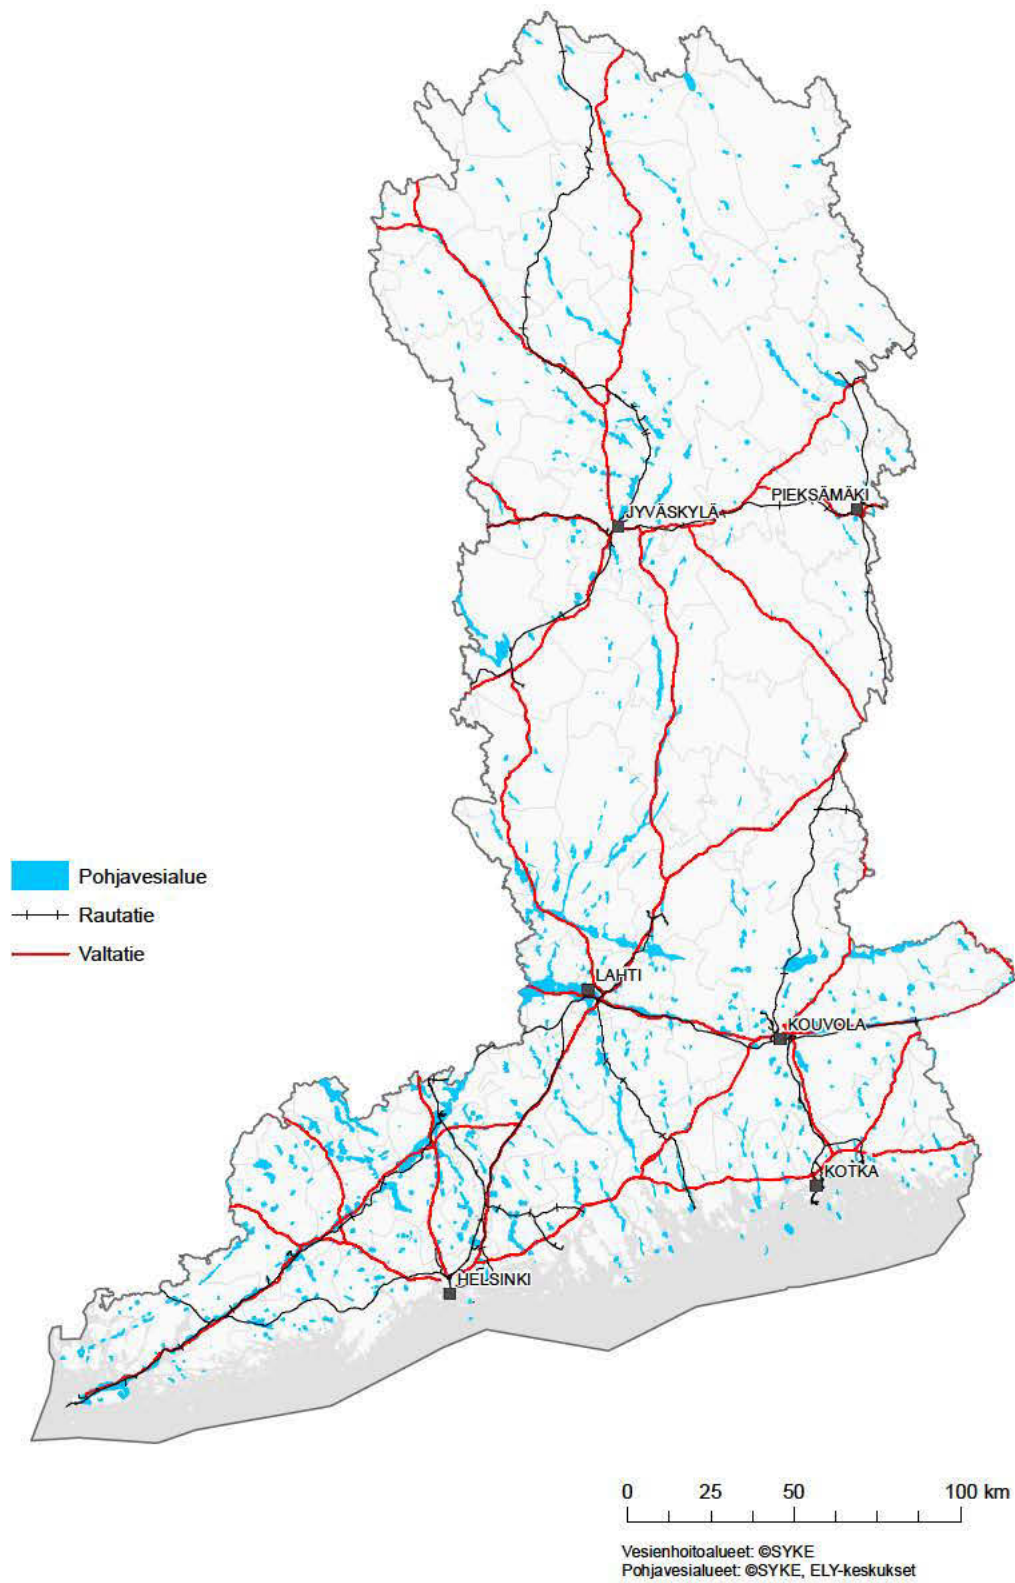 PIEKSÄMÄKI
JYVÄSKYLÄ
Pohjavesialue
Rautatie
Valtatie
LAHTI
KOUVOLA
KOTKA
HELSINKI
0 25 50 100 km
Vesienhoitoalueet: ©SYKE
Pohjavesialueet: ©SYKE, ELY-keskukset